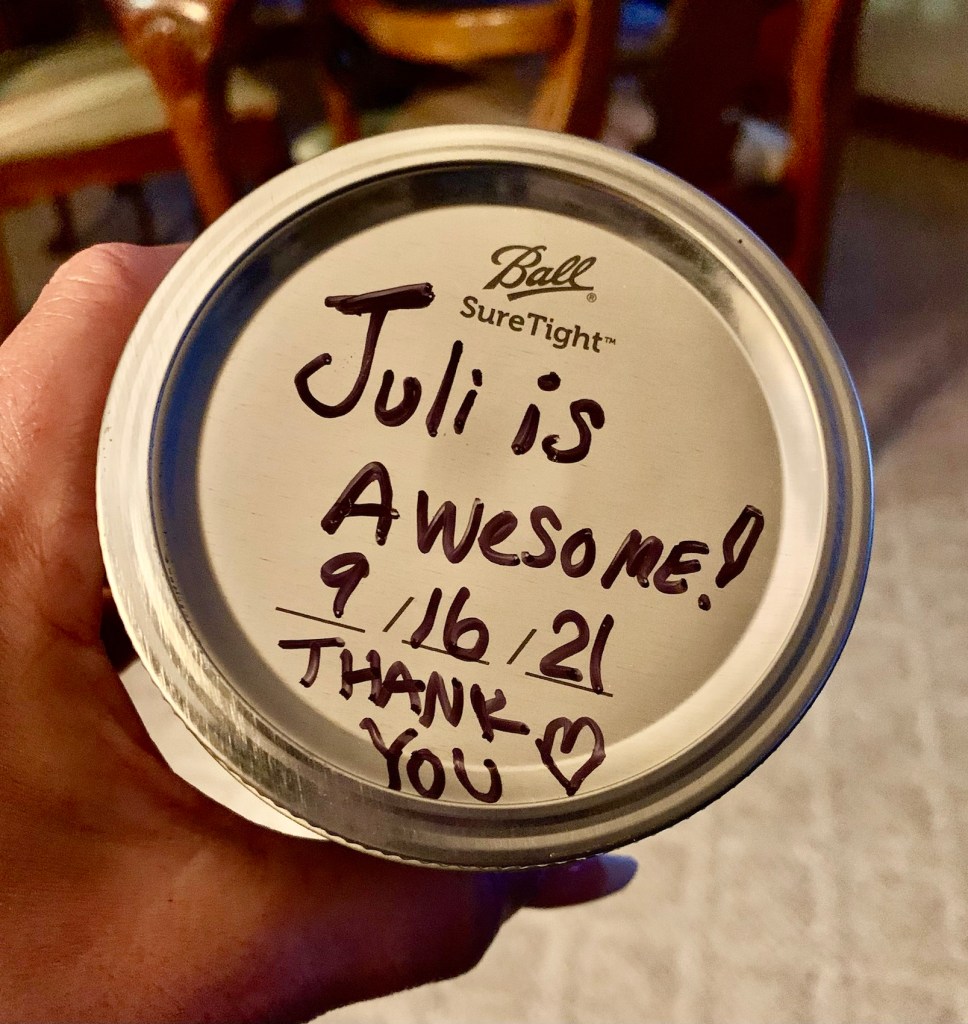 Ball®
SureTight™
Juli is
AWeSoME!
9/16/21
THANK
YOU ♡